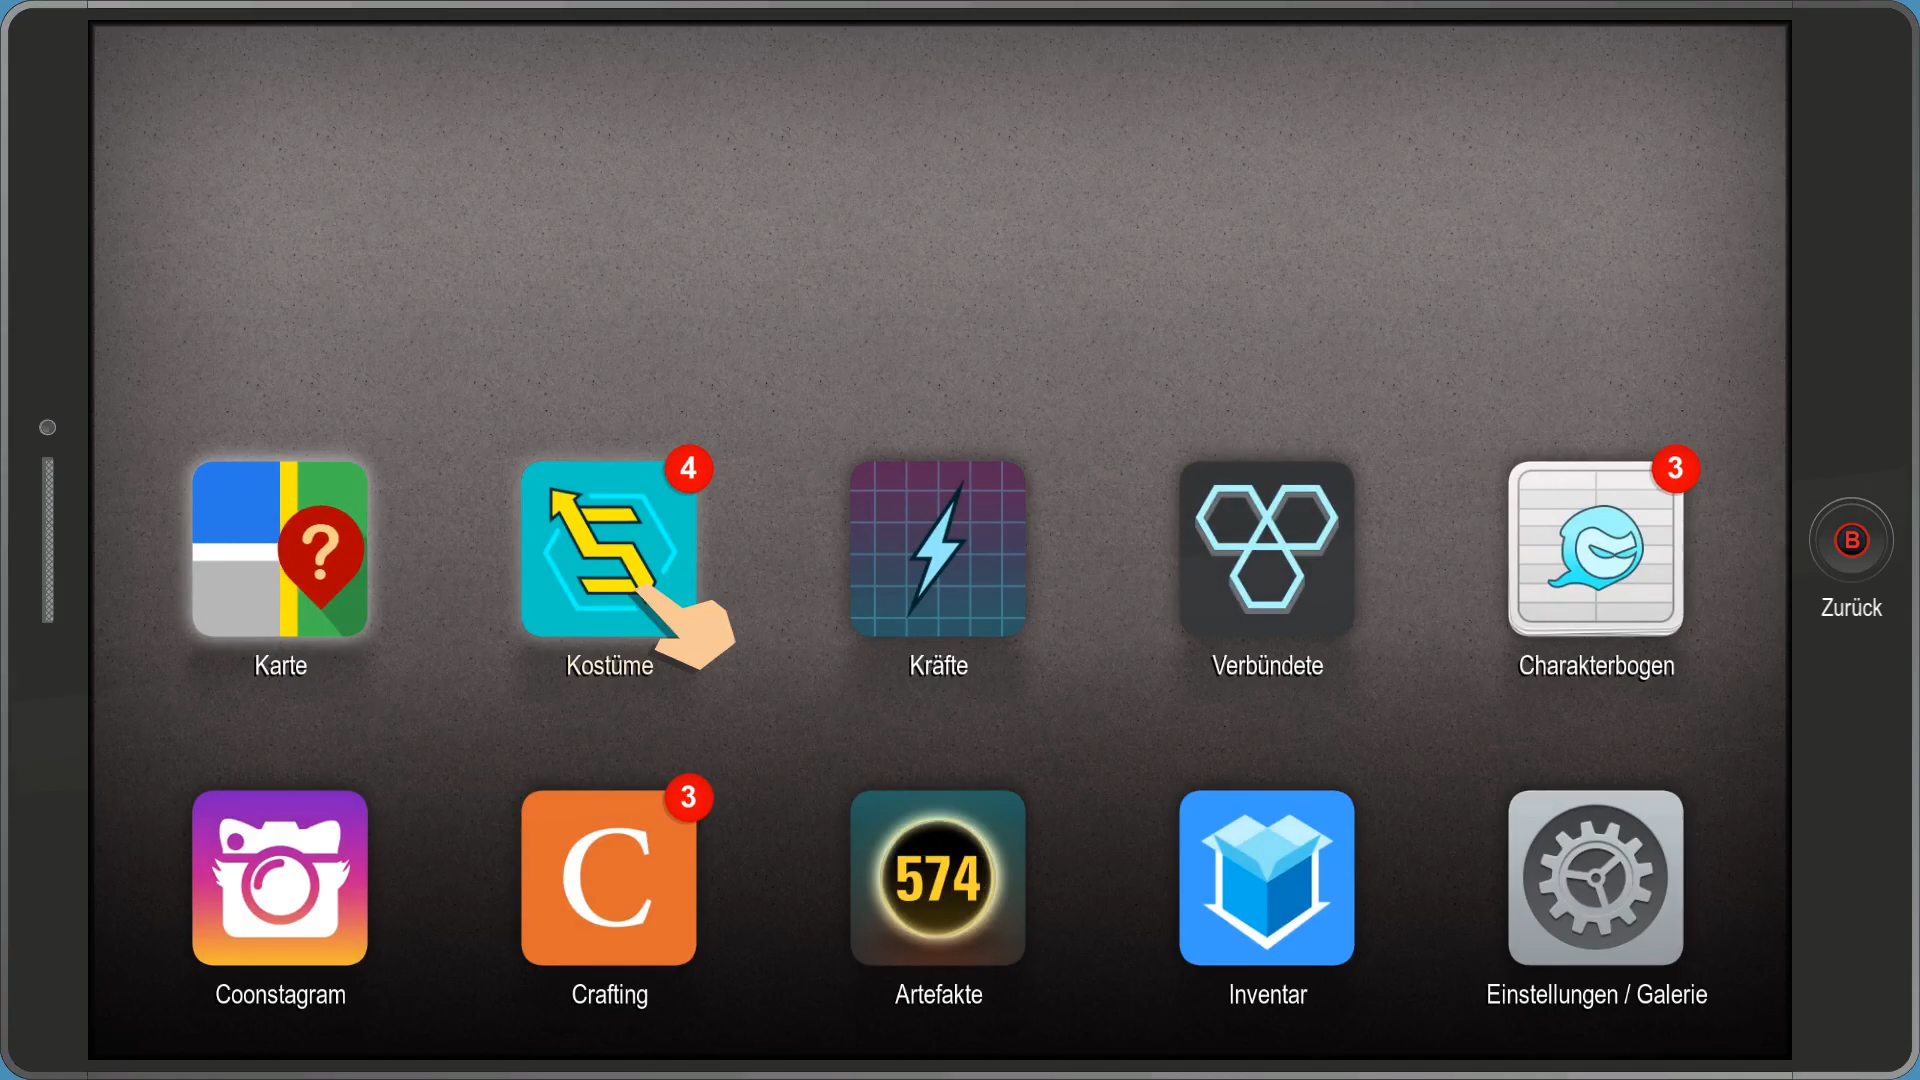 4
3
?
B
Zurück
Karte
Kostüme
Kräfte
Verbündete
Charakterbogen
3
C
574
Coonstagram
Crafting
Artefakte
Inventar
Einstellungen / Galerie